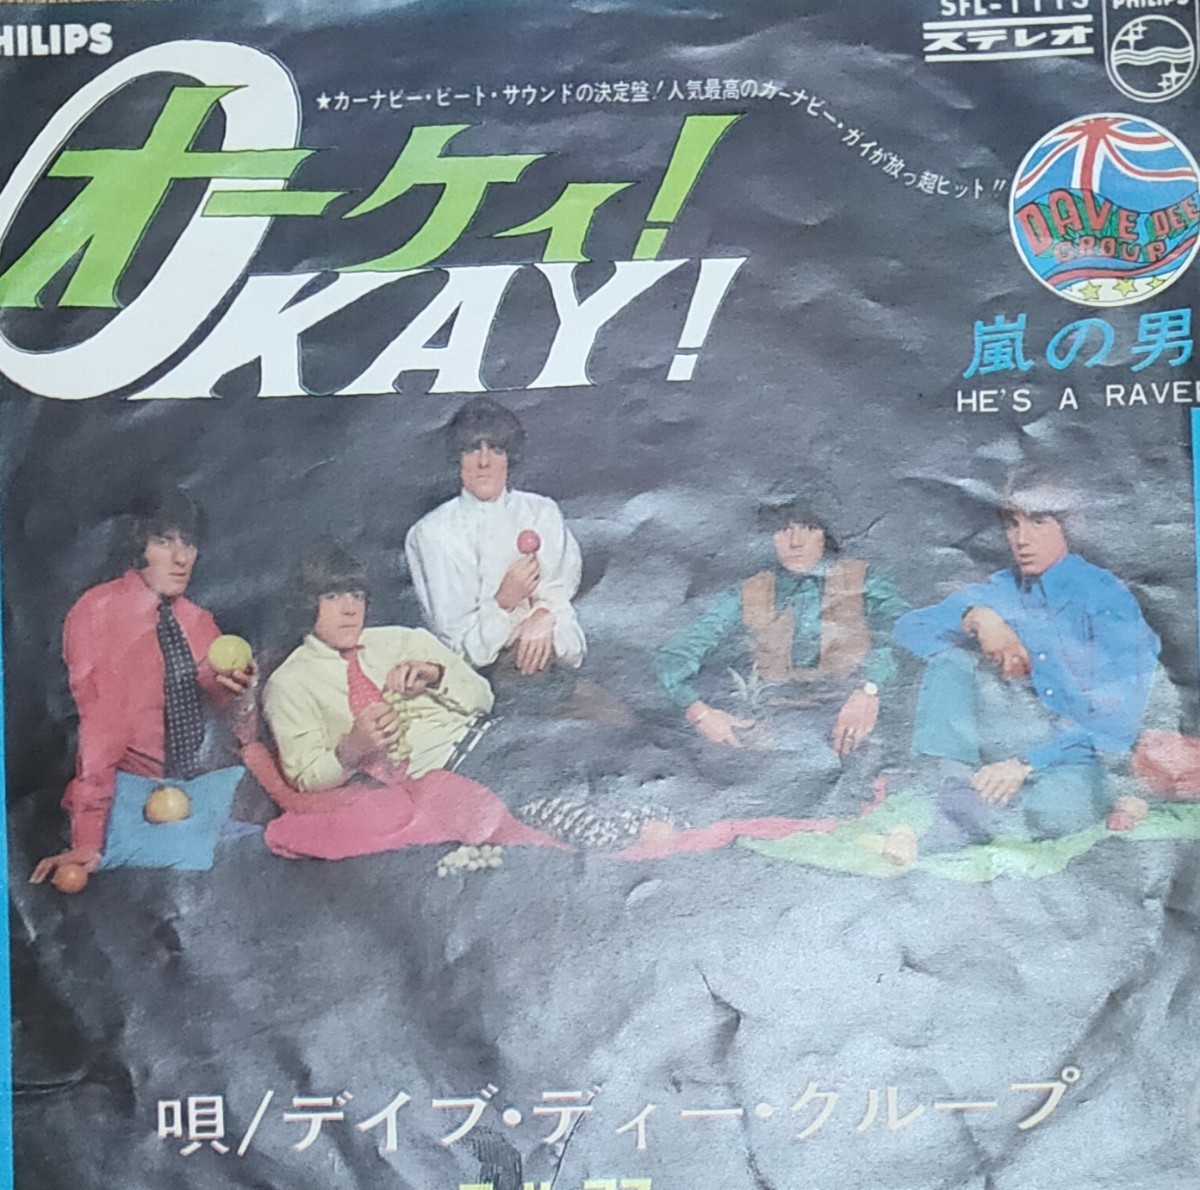 HILIPS
SFL-1113
ステレオ
PHILIPS
★カーナビー・ビート・サウンドの決定盤!人気最高のカーナビー・ガイが放つ超ヒット!!
オーケイ!
OKAY!
DAVE DEE
GROUP
嵐の男
HE'S A RAVER
唄/デイブ・ディー・グループ